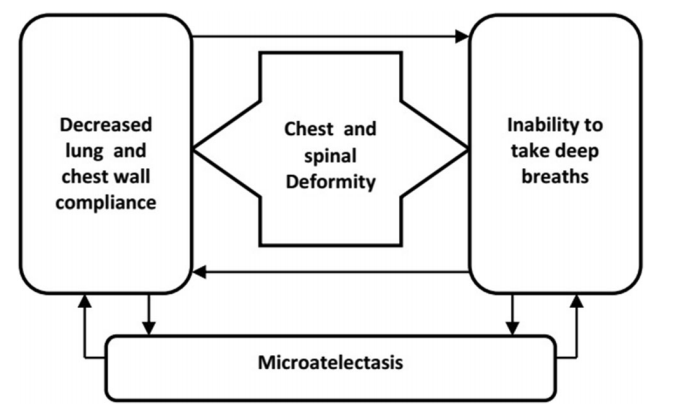 Decreased
lung and
chest wall
compliance
Chest and
spinal
Deformity
Inability to
take deep
breaths
Microatelectasis